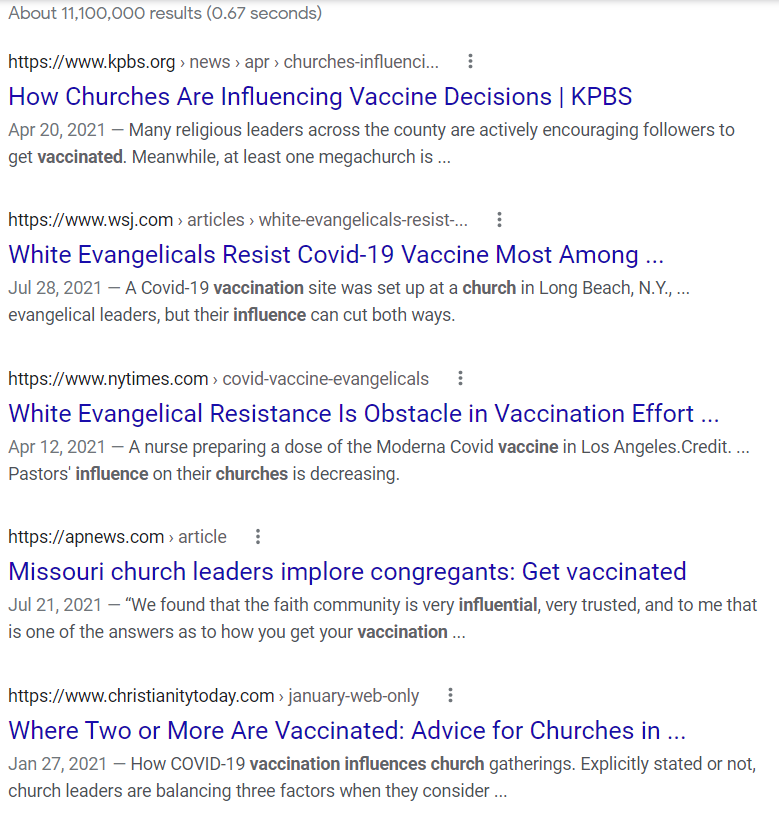 About 11,100,000 results (0.67 seconds)
https://www.kpbs.org › news › apr › churches-influenci...
How Churches Are Influencing Vaccine Decisions | KPBS
Apr 20, 2021 — Many religious leaders across the county are actively encouraging followers to
get vaccinated. Meanwhile, at least one megachurch is ...
https://www.wsj.com › articles › white-evangelicals-resist-...
White Evangelicals Resist Covid-19 Vaccine Most Among ...
Jul 28, 2021 — A Covid-19 vaccination site was set up at a church in Long Beach, N.Y., ...
evangelical leaders, but their influence can cut both ways.
https://www.nytimes.com › covid-vaccine-evangelicals
White Evangelical Resistance Is Obstacle in Vaccination Effort ...
Apr 12, 2021 — A nurse preparing a dose of the Moderna Covid vaccine in Los Angeles.Credit. ...
Pastors' influence on their churches is decreasing.
https://apnews.com › article
Missouri church leaders implore congregants: Get vaccinated
Jul 21, 2021 — “We found that the faith community is very influential, very trusted, and to me that
is one of the answers as to how you get your vaccination ...
https://www.christianitytoday.com › january-web-only
Where Two or More Are Vaccinated: Advice for Churches in ...
Jan 27, 2021 — How COVID-19 vaccination influences church gatherings. Explicitly stated or not,
church leaders are balancing three factors when they consider ...